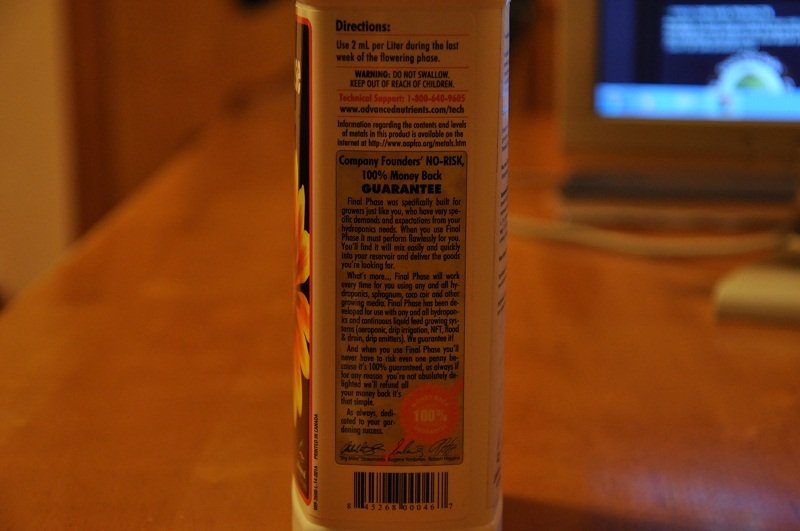 Directions:
Use 2 mL per Liter during the last
week of the flowering phase.
WARNING: DO NOT SWALLOW.
KEEP OUT OF REACH OF CHILDREN.
Technical Support: 1-800-640-9605
www.advancednutrients.com/tech
Information regarding the contents and levels
of metals in this product is available on the
internet at http://www.aapfco.org/metals.htm
Company Founders' NO-RISK,
100% Money Back
GUARANTEE
Final Phase was specifically built for
growers just like you, who have very spe-
cific demands and expectations from your
hydroponics needs. When you use Final
Phase it must perform flawlessly for you.
You'll find it will mix easily and quickly
into your reservoir and deliver the goods
you're looking for.
What's more..., Final Phase will work
every time for you using any and all hy-
droponics, sphagnum, coco coir and other
growing media. Final Phase has been de-
veloped for use with any and all hydropon-
ics and continuous liquid feed growing sys-
tems (aeroponic, drip irrigation, NFT, flood
& drain, drip emitters). We guarantee it!
And when you use Final Phase you'll
never have to risk even one penny be-
cause it's 100% guaranteed, as always if
for any reason you're not absolutely de-
lighted we'll refund all
your money back it's
that simple.
As always, dedi-
cated to your gar-
dening success.
MONEY BACK
100%
GUARANTEE
PRINTED IN CANADA
8 45268 00046 7